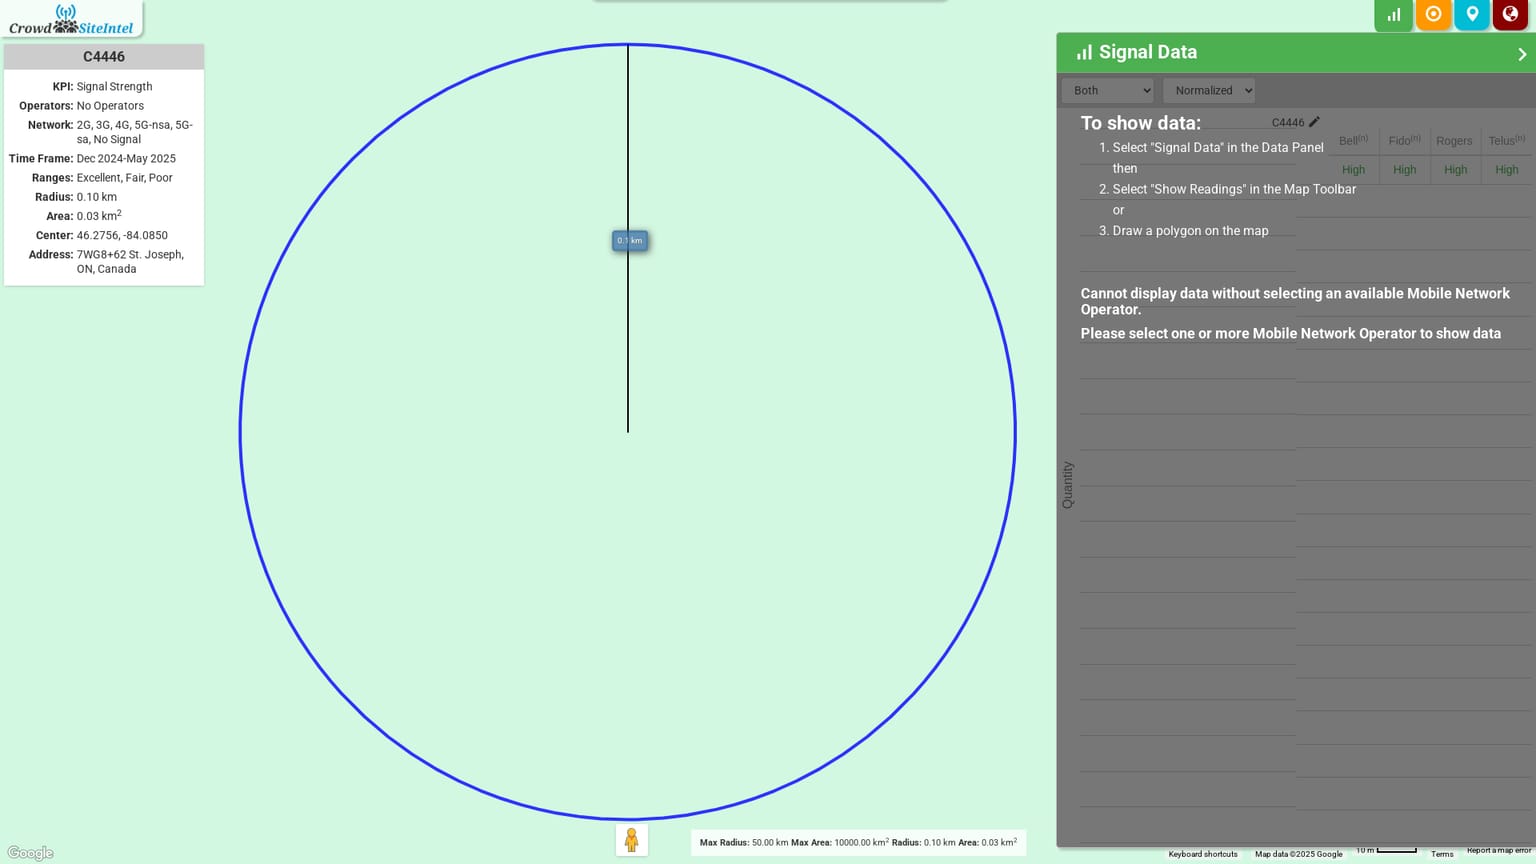 Crowd SiteIntel
C4446
KPI: Signal Strength
Operators: No Operators
Network: 2G, 3G, 4G, 5G-nsa, 5G-
sa, No Signal
Time Frame: Dec 2024-May 2025
Ranges: Excellent, Fair, Poor
Radius: 0.10 km
Area: 0.03 km²
Center: 46.2756, -84.0850
Address: 7WG8+62 St. Joseph,
ON, Canada
0.1 km
Signal Data
Both
Normalized
To show data:
C4446
1. Select "Signal Data" in the Data Panel
then
2. Select "Show Readings" in the Map Toolbar
or
3. Draw a polygon on the map
Bell(n) Fido(n) Rogers Telus(n)
High High High High
Cannot display data without selecting an available Mobile Network
Operator.
Please select one or more Mobile Network Operator to show data
Quantity
Max Radius: 50.00 km Max Area: 10000.00 km² Radius: 0.10 km Area: 0.03 km²
Google
Keyboard shortcuts
Map data ©2025 Google
10 m
Terms
Report a map error